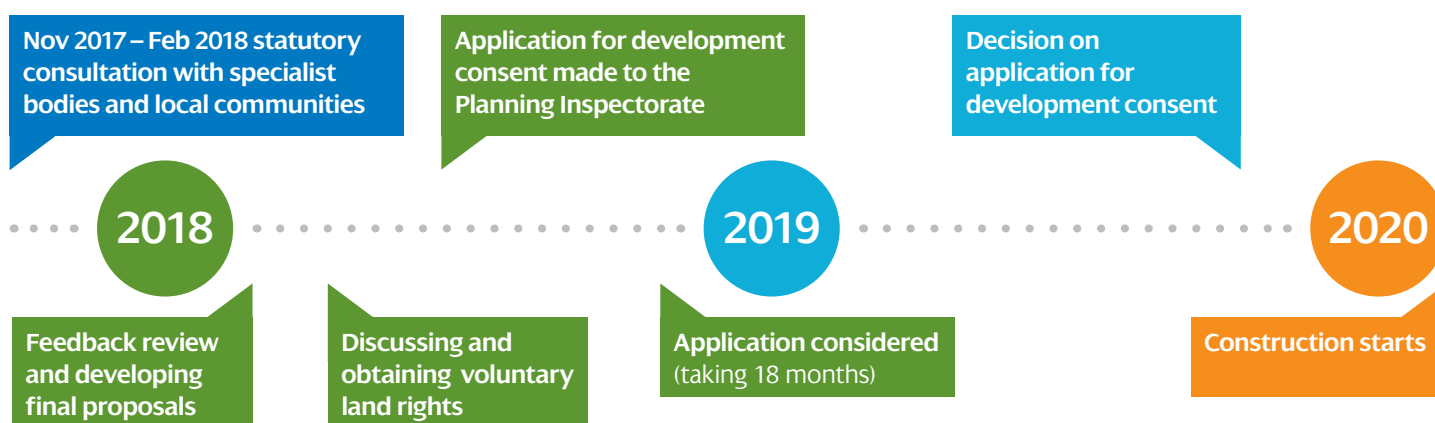 Nov 2017 – Feb 2018 statutory
consultation with specialist
bodies and local communities
Application for development
consent made to the
Planning Inspectorate
Decision on
application for
development consent
2018
2019
2020
Feedback review
and developing
final proposals
Discussing and
obtaining voluntary
land rights
Application considered
(taking 18 months)
Construction starts